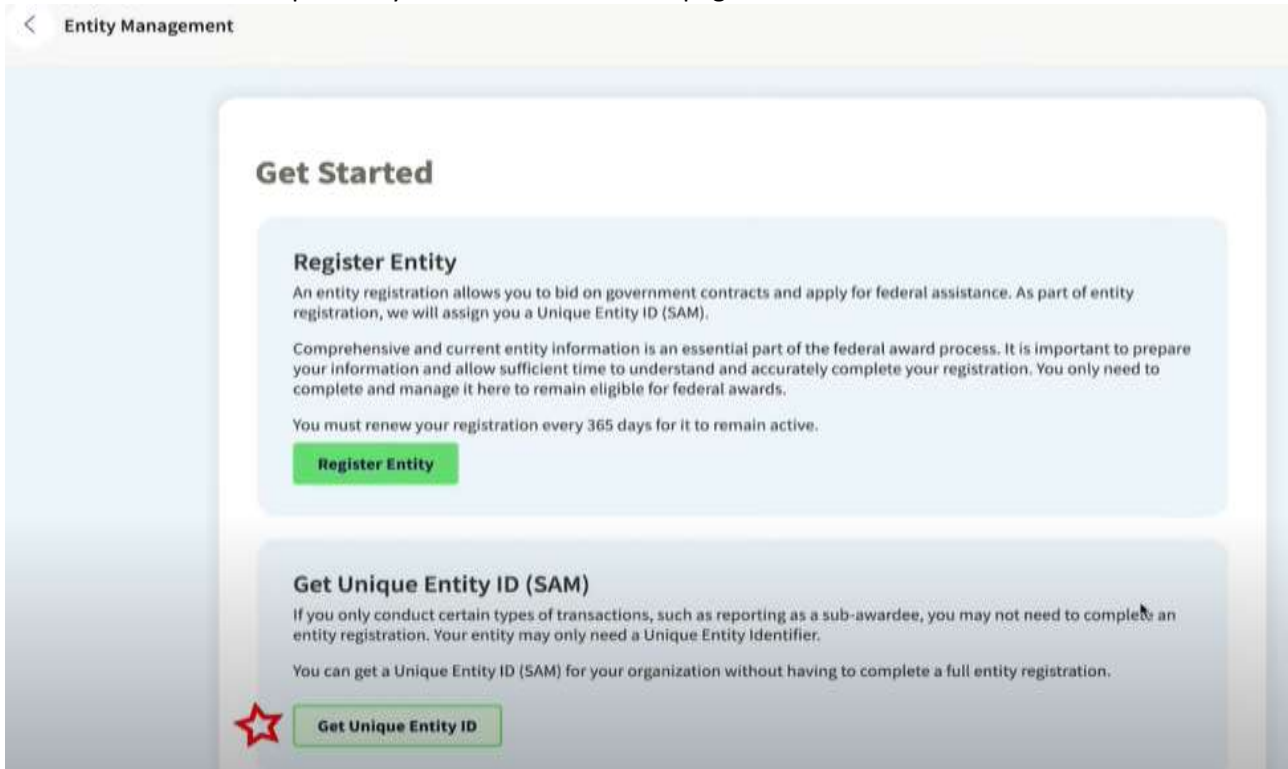 Entity Management
Get Started
Register Entity
An entity registration allows you to bid on government contracts and apply for federal assistance. As part of entity
registration, we will assign you a Unique Entity ID (SAM).
Comprehensive and current entity information is an essential part of the federal award process. It is important to prepare
your information and allow sufficient time to understand and accurately complete your registration. You only need to
complete and manage it here to remain eligible for federal awards.
You must renew your registration every 365 days for it to remain active.
Register Entity
Get Unique Entity ID (SAM)
If you only conduct certain types of transactions, such as reporting as a sub-awardee, you may not need to complete an
entity registration. Your entity may only need a Unique Entity Identifier.
You can get a Unique Entity ID (SAM) for your organization without having to complete a full entity registration.
Get Unique Entity ID